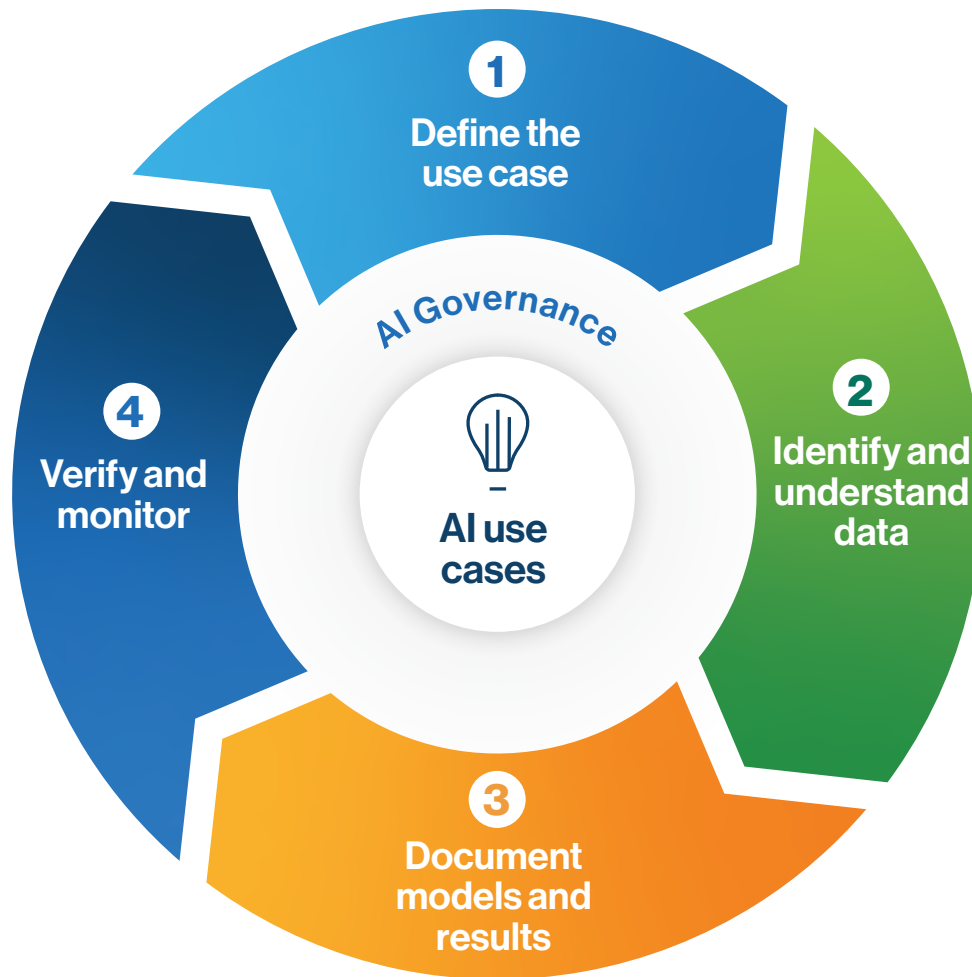 1
Define the
use case
AI Governance
2
Identify and
understand
data
AI use
cases
4
Verify and
monitor
3
Document
models and
results